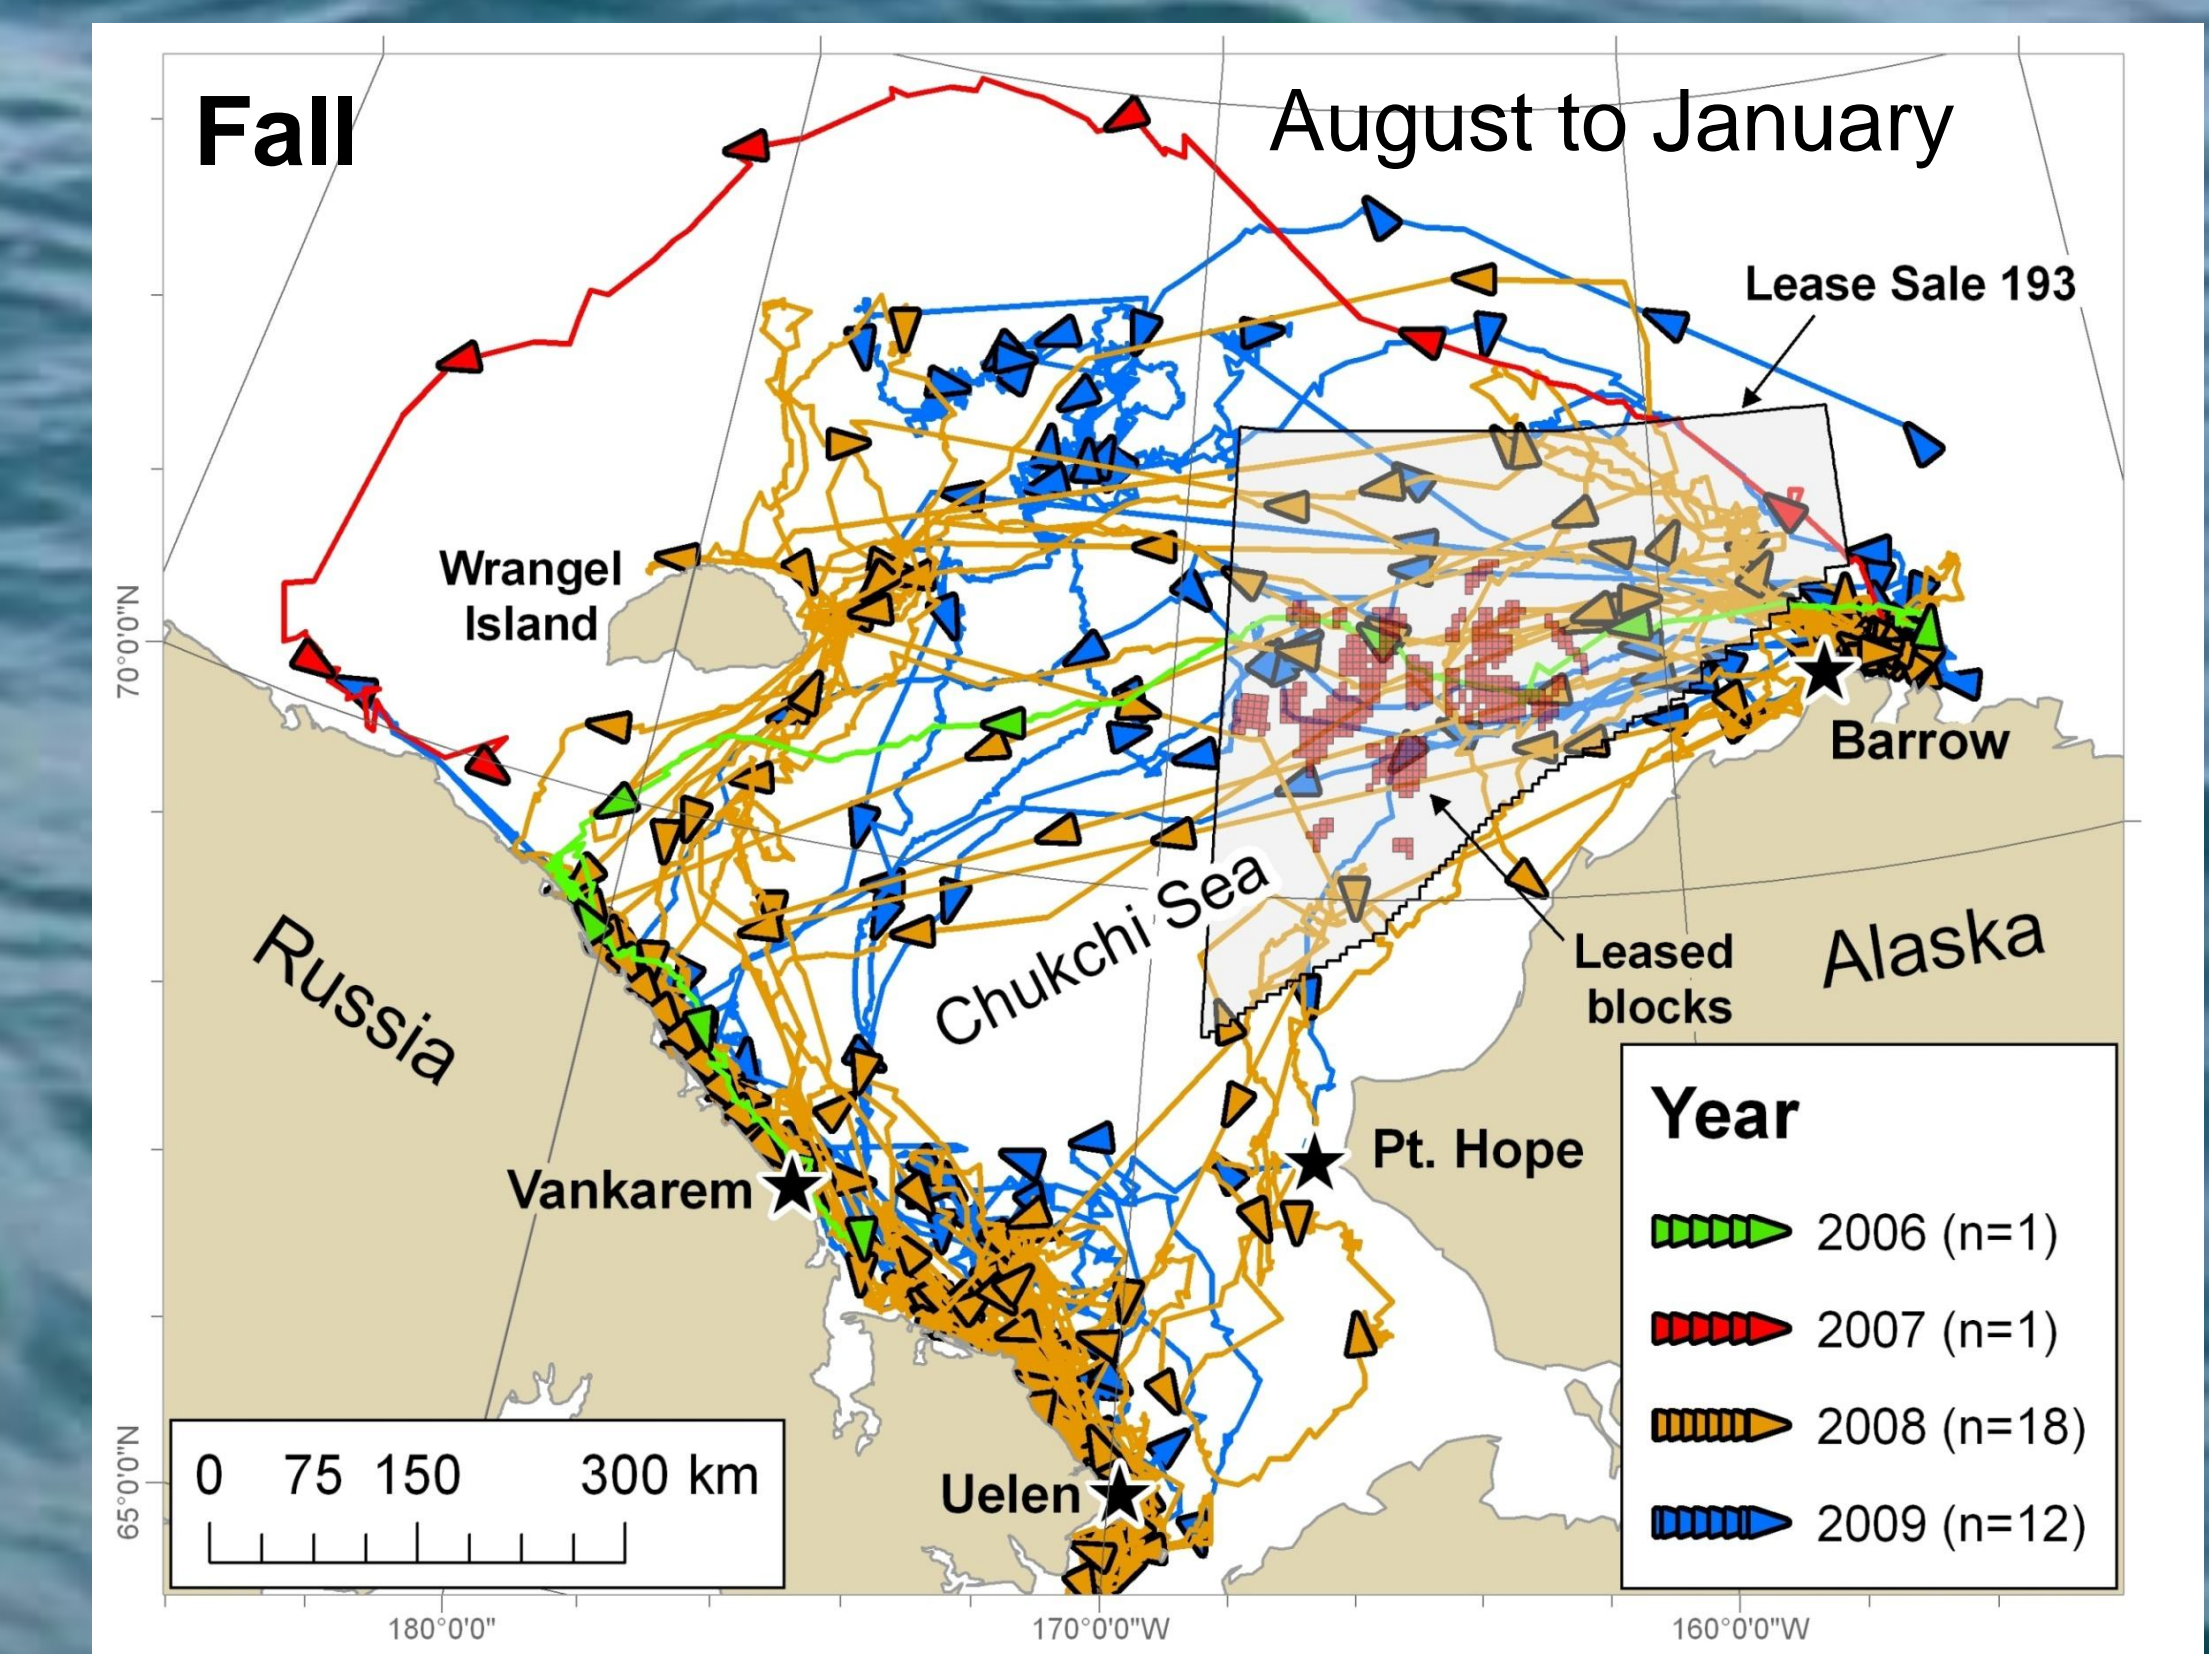 Fall
August to January
Lease Sale 193
Wrangel
Island
70°0'0"N
Barrow
Chukchi Sea
Russia
Alaska
Leased
blocks
Year
Pt. Hope
Vankarem
2006 (n=1)
2007 (n=1)
2008 (n=18)
2009 (n=12)
65°0'0"N
0 75 150 300 km
Uelen
180°0'0"
170°0'0"W
160°0'0"W